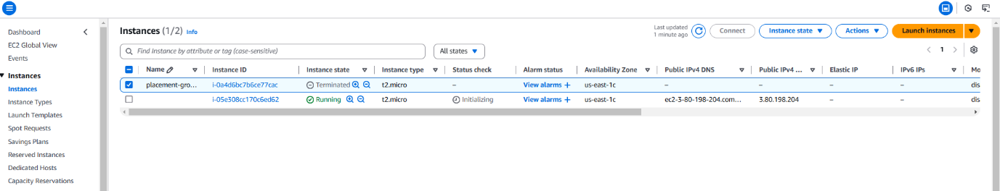 Instances (1/2) Info
Last updated
1 minute ago
Connect
Instance state
Actions
Launch instances
Find Instance by attribute or tag (case-sensitive)
All states
1
Name Instance ID Instance state Instance type Status check Alarm status Availability Zone Public IPv4 DNS Public IPv4 ... Elastic IP IPv6 IPs Mo
placement-gro... i-0a4d6bc7b6ce77cac Terminated t2.micro – View alarms + us-east-1c – – – – dis
i-05e308cc170c6ed62 Running t2.micro Initializing View alarms + us-east-1c ec2-3-80-198-204.com... 3.80.198.204 – – dis
Dashboard
EC2 Global View
Events
Instances
Instances
Instance Types
Launch Templates
Spot Requests
Savings Plans
Reserved Instances
Dedicated Hosts
Capacity Reservations